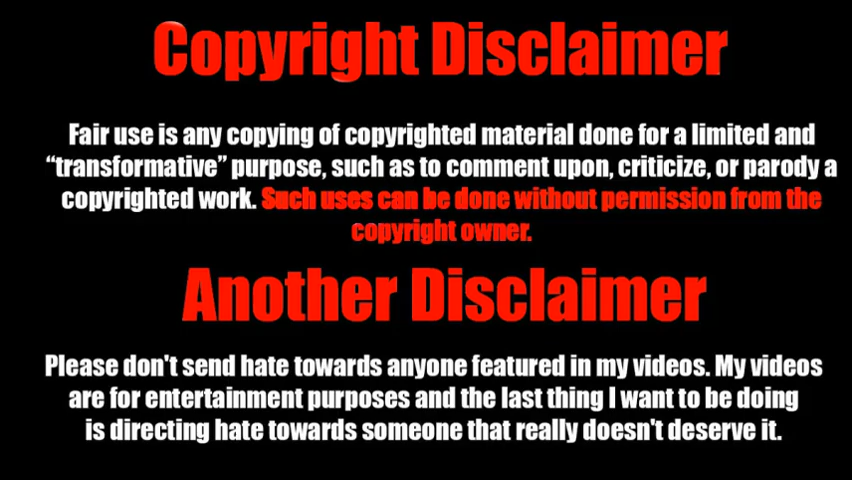 Copyright Disclaimer
Fair use is any copying of copyrighted material done for a limited and
“transformative” purpose, such as to comment upon, criticize, or parody a
copyrighted work. Such uses can be done without permission from the
copyright owner.
Another Disclaimer
Please don't send hate towards anyone featured in my videos. My videos
are for entertainment purposes and the last thing I want to be doing
is directing hate towards someone that really doesn't deserve it.